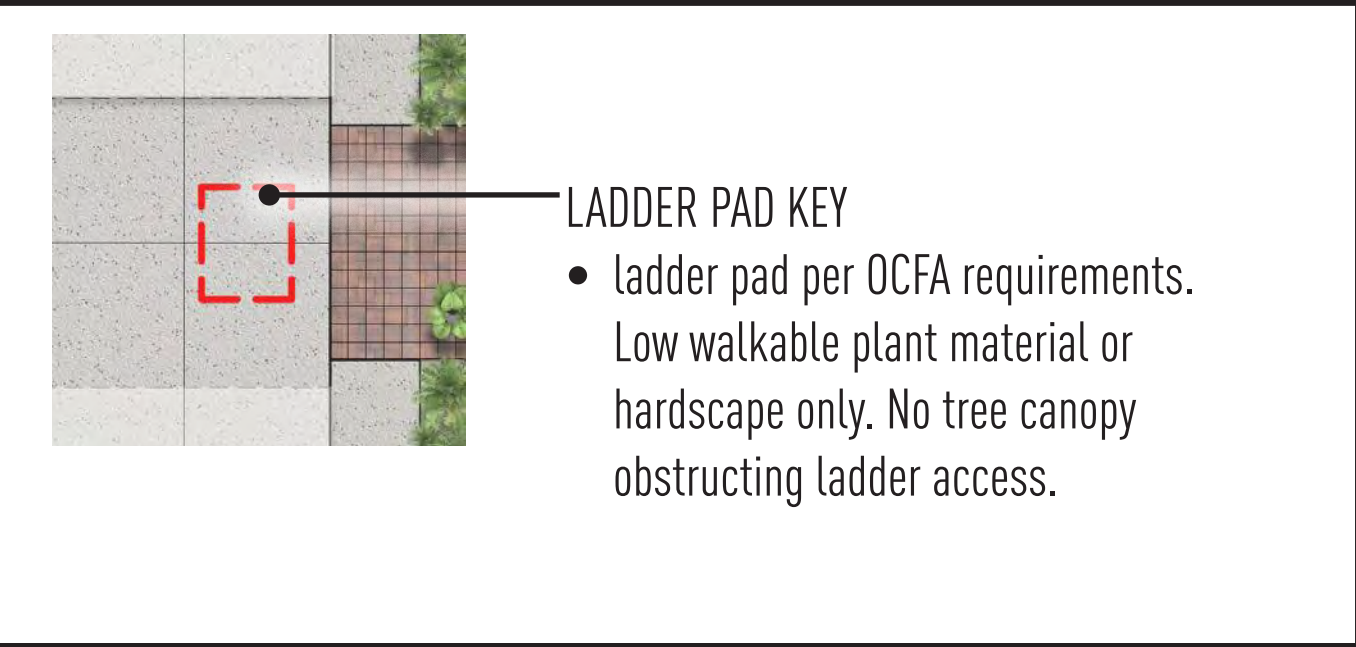 LADDER PAD KEY
• ladder pad per OCFA requirements.
Low walkable plant material or
hardscape only. No tree canopy
obstructing ladder access.